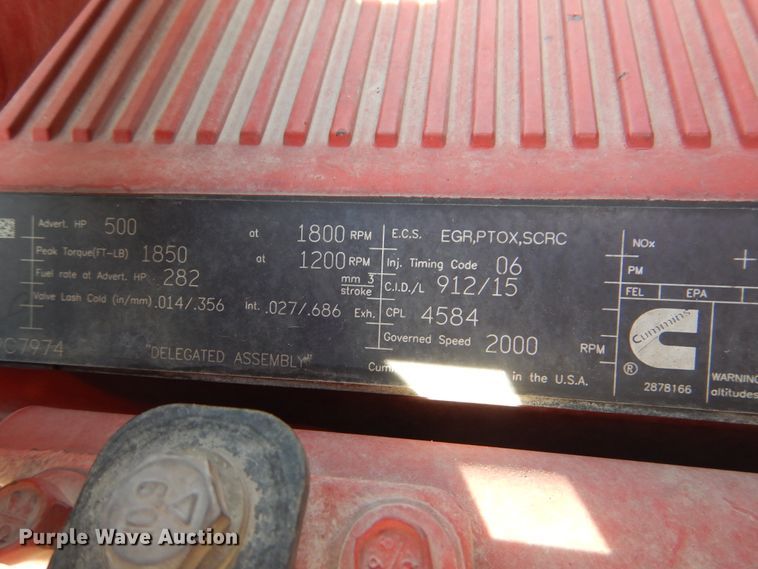 Advert. HP 500 at 1800 RPM
Peak Torque(FT-LB) 1850 at 1200 RPM
Fuel rate at Advert. HP 282 mm 3 stroke
Valve Lash Cold (in/mm) .014/.356 Int. .027/.686 Exh.
C7974 "DELEGATED ASSEMBLY"
E.C.S. EGR,PTOX,SCRC
Inj. Timing Code 06
C.I.D./L 912/15
CPL 4584
Governed Speed 2000 RPM
in the U.S.A.
NOx +
PM
FEL EPA
Cummins
® 2878166
WARNING
altitudes
Purple Wave Auction